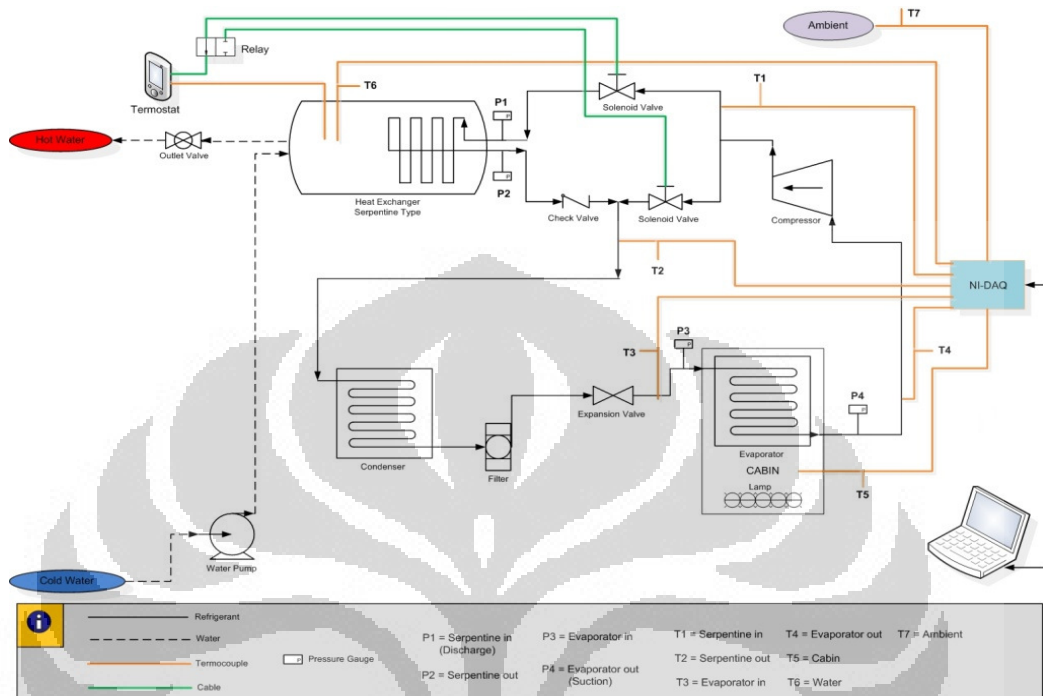 T7
Ambient
Relay
T1
Termostat
T6
P1
P
Solenoid Valve
Hot Water
Outlet Valve
P
P2
Heat Exchanger
Serpentine Type
Check Valve
Solenoid Valve
Compressor
T2
NI-DAQ
P3
P
T3
T4
Expansion Valve
P4
P
Evaporator
Condenser
Filter
CABIN
Lamp
T5
Water Pump
Cold Water
i
Refrigerant
Water
Termocouple
Cable
P Pressure Gauge
P1 = Serpentine in
(Discharge)
P2 = Serpentine out
P3 = Evaporator in
P4 = Evaporator out
(Suction)
T1 = Serpentine in
T2 = Serpentine out
T3 = Evaporator in
T4 = Evaporator out
T5 = Cabin
T6 = Water
T7 = Ambient